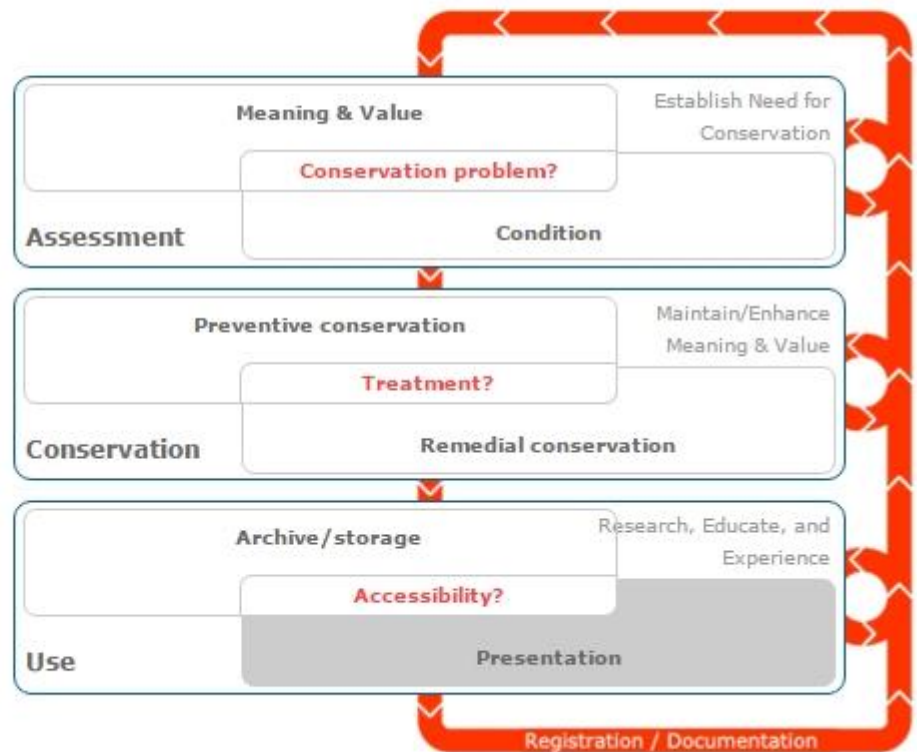 Meaning & Value
Establish Need for
Conservation
Conservation problem?
Assessment
Condition
Preventive conservation
Maintain/Enhance
Meaning & Value
Treatment?
Conservation
Remedial conservation
Archive/storage
Research, Educate, and
Experience
Accessibility?
Use
Presentation
Registration / Documentation